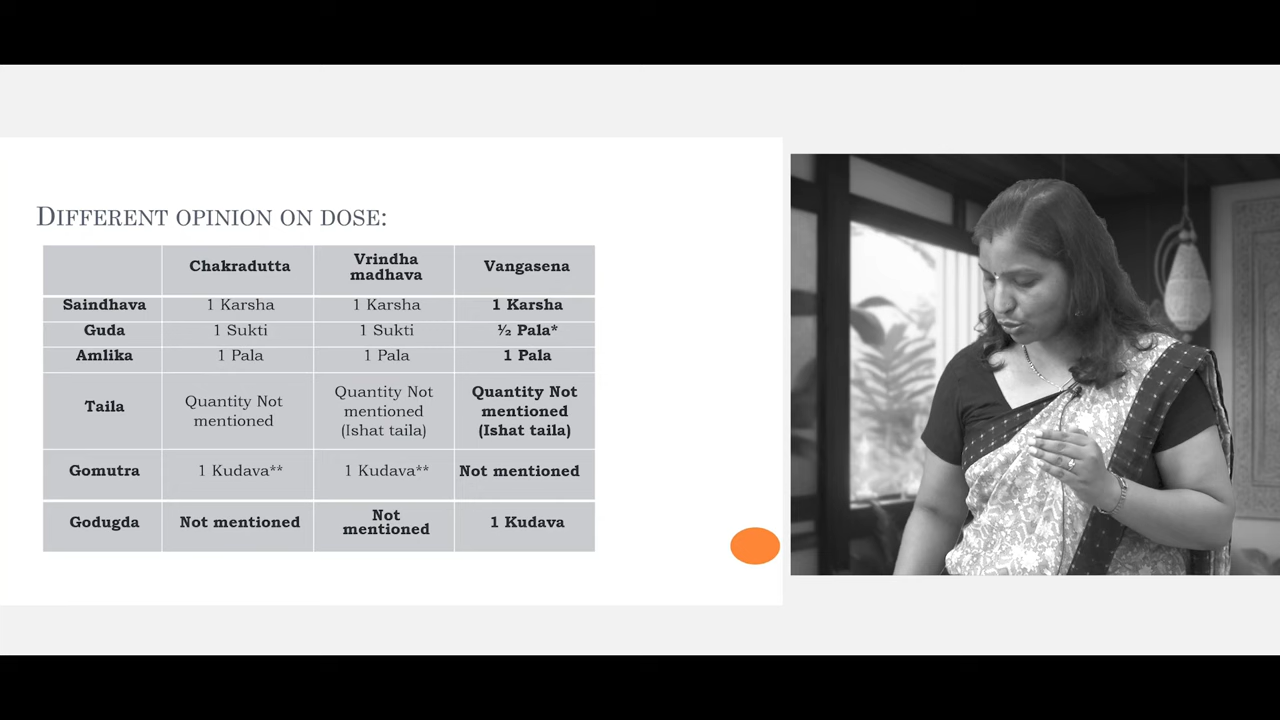 DIFFERENT OPINION ON DOSE:
Chakradutta Vrindha madhava Vangasena
Saindhava 1 Karsha 1 Karsha 1 Karsha
Guda 1 Sukti 1 Sukti ½ Pala*
Amlika 1 Pala 1 Pala 1 Pala
Taila Quantity Not mentioned Quantity Not mentioned (Ishat taila) Quantity Not mentioned (Ishat taila)
Gomutra 1 Kudava** 1 Kudava** Not mentioned
Godugda Not mentioned Not mentioned 1 Kudava